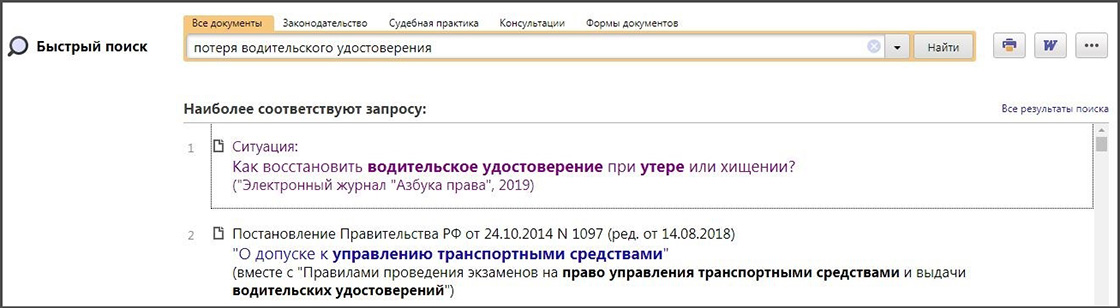 Все документы Законодательство Судебная практика Консультации Формы документов
Быстрый поиск
потеря водительского удостоверения
Найти
W
Наиболее соответствуют запросу:
Все результаты поиска
1 Ситуация:
Как восстановить водительское удостоверение при утере или хищении?
("Электронный журнал "Азбука права", 2019)
2 Постановление Правительства РФ от 24.10.2014 N 1097 (ред. от 14.08.2018)
"О допуске к управлению транспортными средствами"
(вместе с "Правилами проведения экзаменов на право управления транспортными средствами и выдачи
водительских удостоверений")